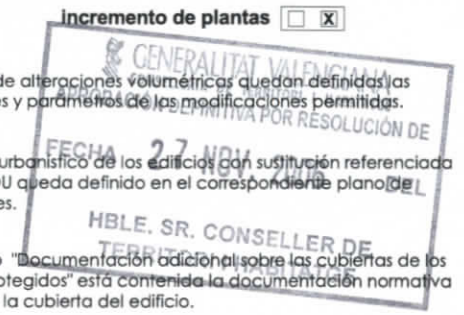 incremento de plantas X
GENERALITAT VALENCIANA
de alteraciones volumétricas quedan definidas las
es y parámetros de las modificaciones permitidas.
APROBACIÓN DEFINITIVA POR RESOLUCIÓN DE
urbanístico de los edificios con sustitución referenciada
FECHA 27 NOV. 2006 DEL
U queda definido en el correspondiente plano de
es.
HBLE. SR. CONSELLER DE
"Documentación adicional sobre las cubiertas de los
TERRITORI I HABITATGE
otegidos" está contenida la documentación normativa
la cubierta del edificio.